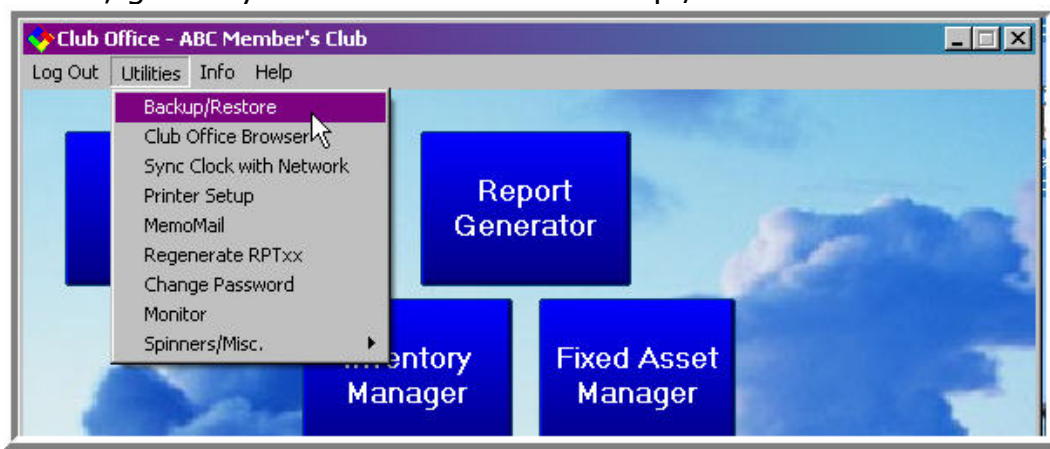 Club Office - ABC Member's Club
Log Out Utilities Info Help
Backup/Restore
Club Office Browser
Sync Clock with Network
Printer Setup
MemoMail
Regenerate RPTxx
Change Password
Monitor
Spinners/Misc.
Report
Generator
Inventory
Manager
Fixed Asset
Manager